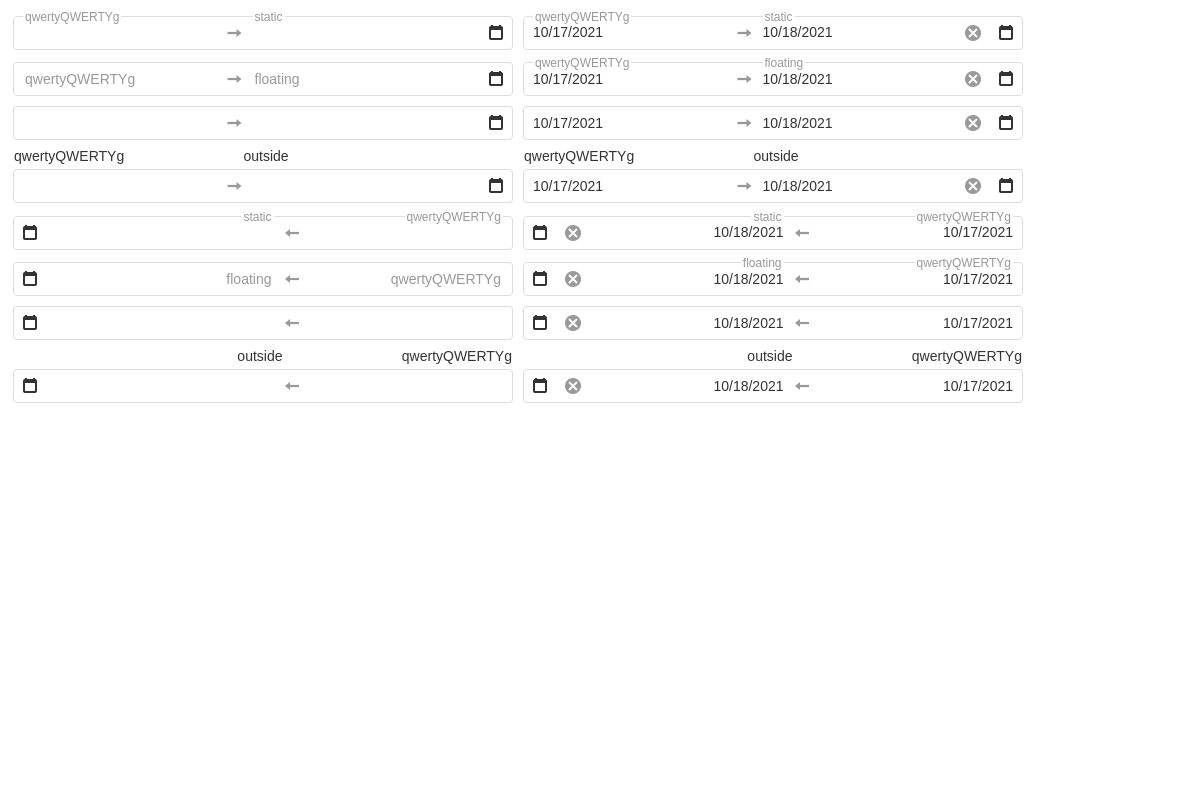 qwertyQWERTYg static qwertyQWERTYg static
10/17/2021 10/18/2021
qwertyQWERTYg floating
qwertyQWERTYg floating 10/17/2021 10/18/2021
10/17/2021 10/18/2021
qwertyQWERTYg outside qwertyQWERTYg outside
10/17/2021 10/18/2021
static qwertyQWERTYg static qwertyQWERTYg
10/18/2021 10/17/2021
floating qwertyQWERTYg
floating qwertyQWERTYg 10/18/2021 10/17/2021
10/18/2021 10/17/2021
outside qwertyQWERTYg outside qwertyQWERTYg
10/18/2021 10/17/2021